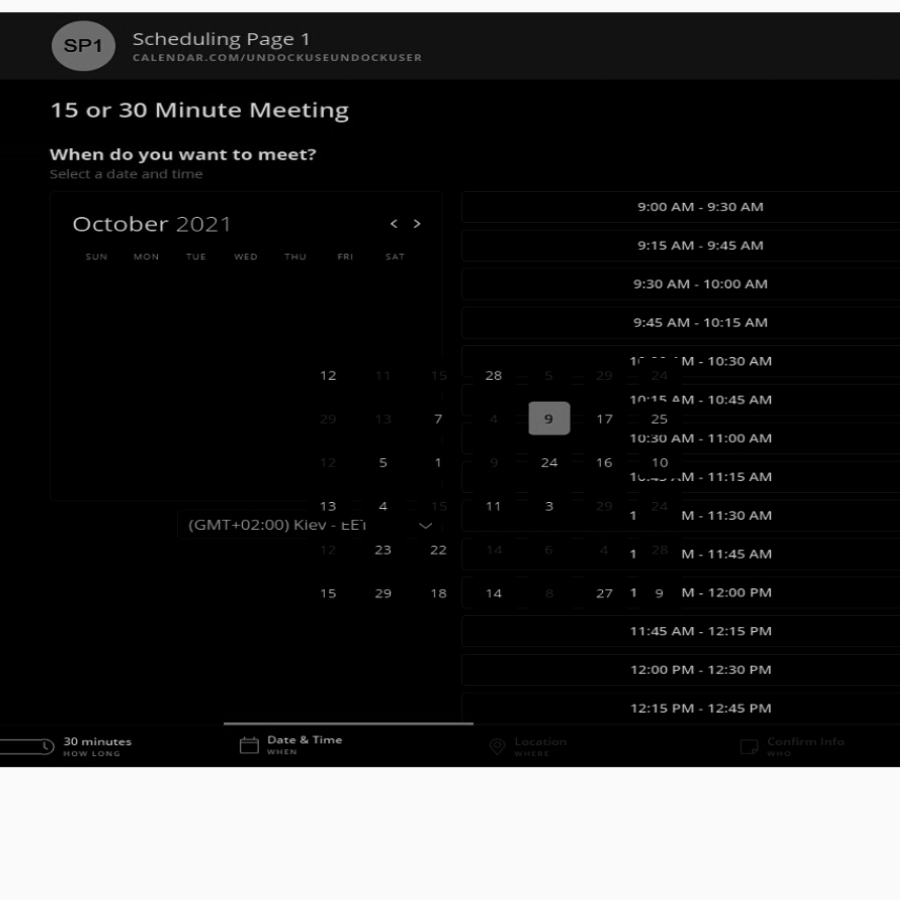 SP1
Scheduling Page 1
CALENDAR.COM/UNDOCKUSEUNDOCKUSER
15 or 30 Minute Meeting
When do you want to meet?
Select a date and time
October 2021 < >
SUN MON TUE WED THU FRI SAT
12 11 15 28 5 29 24
29 13 7 4 9 17 25
12 5 1 9 24 16 10
13 4 15 11 3 29 24
12 23 22 14 6 4 28
15 29 18 14 8 27 9
(GMT+02:00) Kiev - EET
9:00 AM - 9:30 AM
9:15 AM - 9:45 AM
9:30 AM - 10:00 AM
9:45 AM - 10:15 AM
M - 10:30 AM
10:15 AM - 10:45 AM
10:30 AM - 11:00 AM
10:45 AM - 11:15 AM
1 M - 11:30 AM
1 M - 11:45 AM
1 M - 12:00 PM
11:45 AM - 12:15 PM
12:00 PM - 12:30 PM
12:15 PM - 12:45 PM
30 minutes
HOW LONG
Date & Time
WHEN
Location
WHERE
Confirm Info
WHO